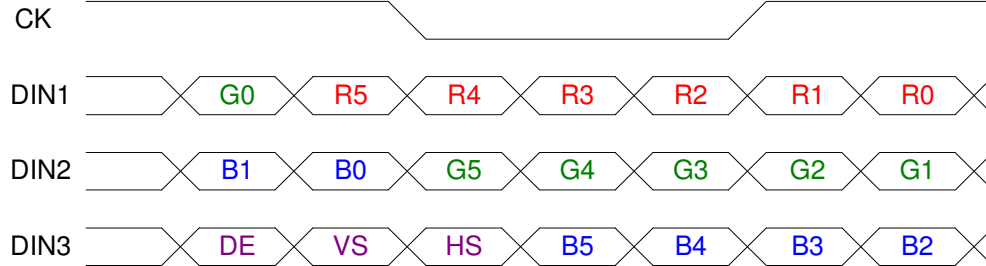 CK
DIN1 G0 R5 R4 R3 R2 R1 R0
DIN2 B1 B0 G5 G4 G3 G2 G1
DIN3 DE VS HS B5 B4 B3 B2